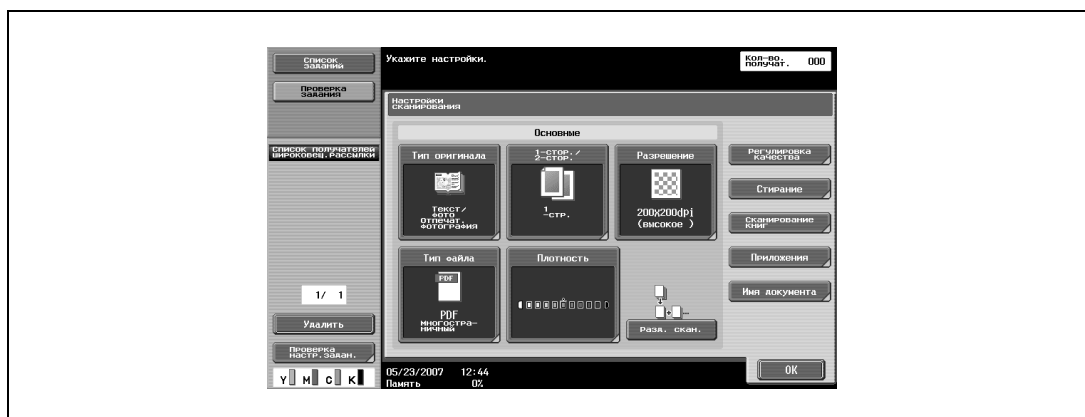 Список
заданий
Проверка
задания
Список получателей
широковещ.рассылки
1/ 1
Удалить
Проверка
настр.задан.
Y M C K
Укажите настройки.
Кол-во.
получат. 000
Настройки
сканирования
Основные
Тип оригинала
Текст/
фото
Отпечат.
фотография
1-стор./
2-стор.
1
-стр.
Разрешение
200X200dpi
(высокое )
Тип файла
PDF
PDF
многостра-
ничный
Плотность
Разд. скан.
Регулировка
качества
Стирание
Сканирование
книг
Приложения
Имя документа
05/23/2007 12:44
Память 0%
OK